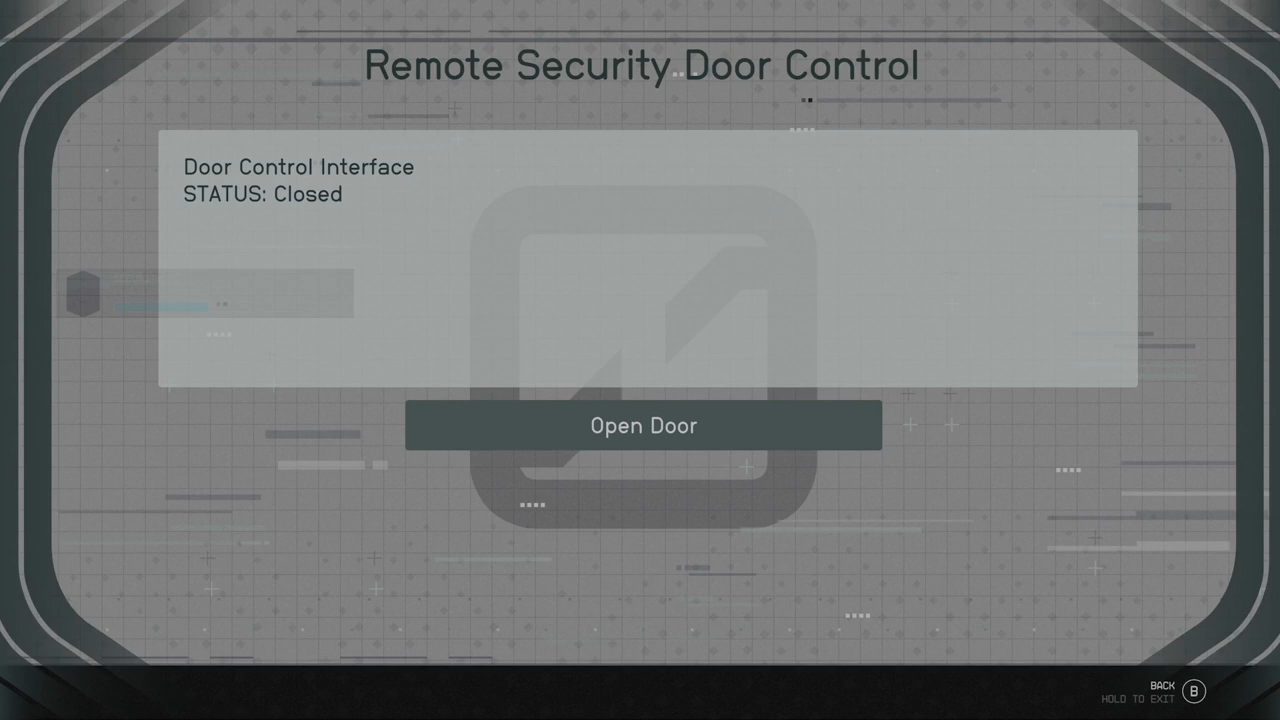 Remote Security Door Control
Door Control Interface
STATUS: Closed
Open Door
BACK
HOLD TO EXIT
B